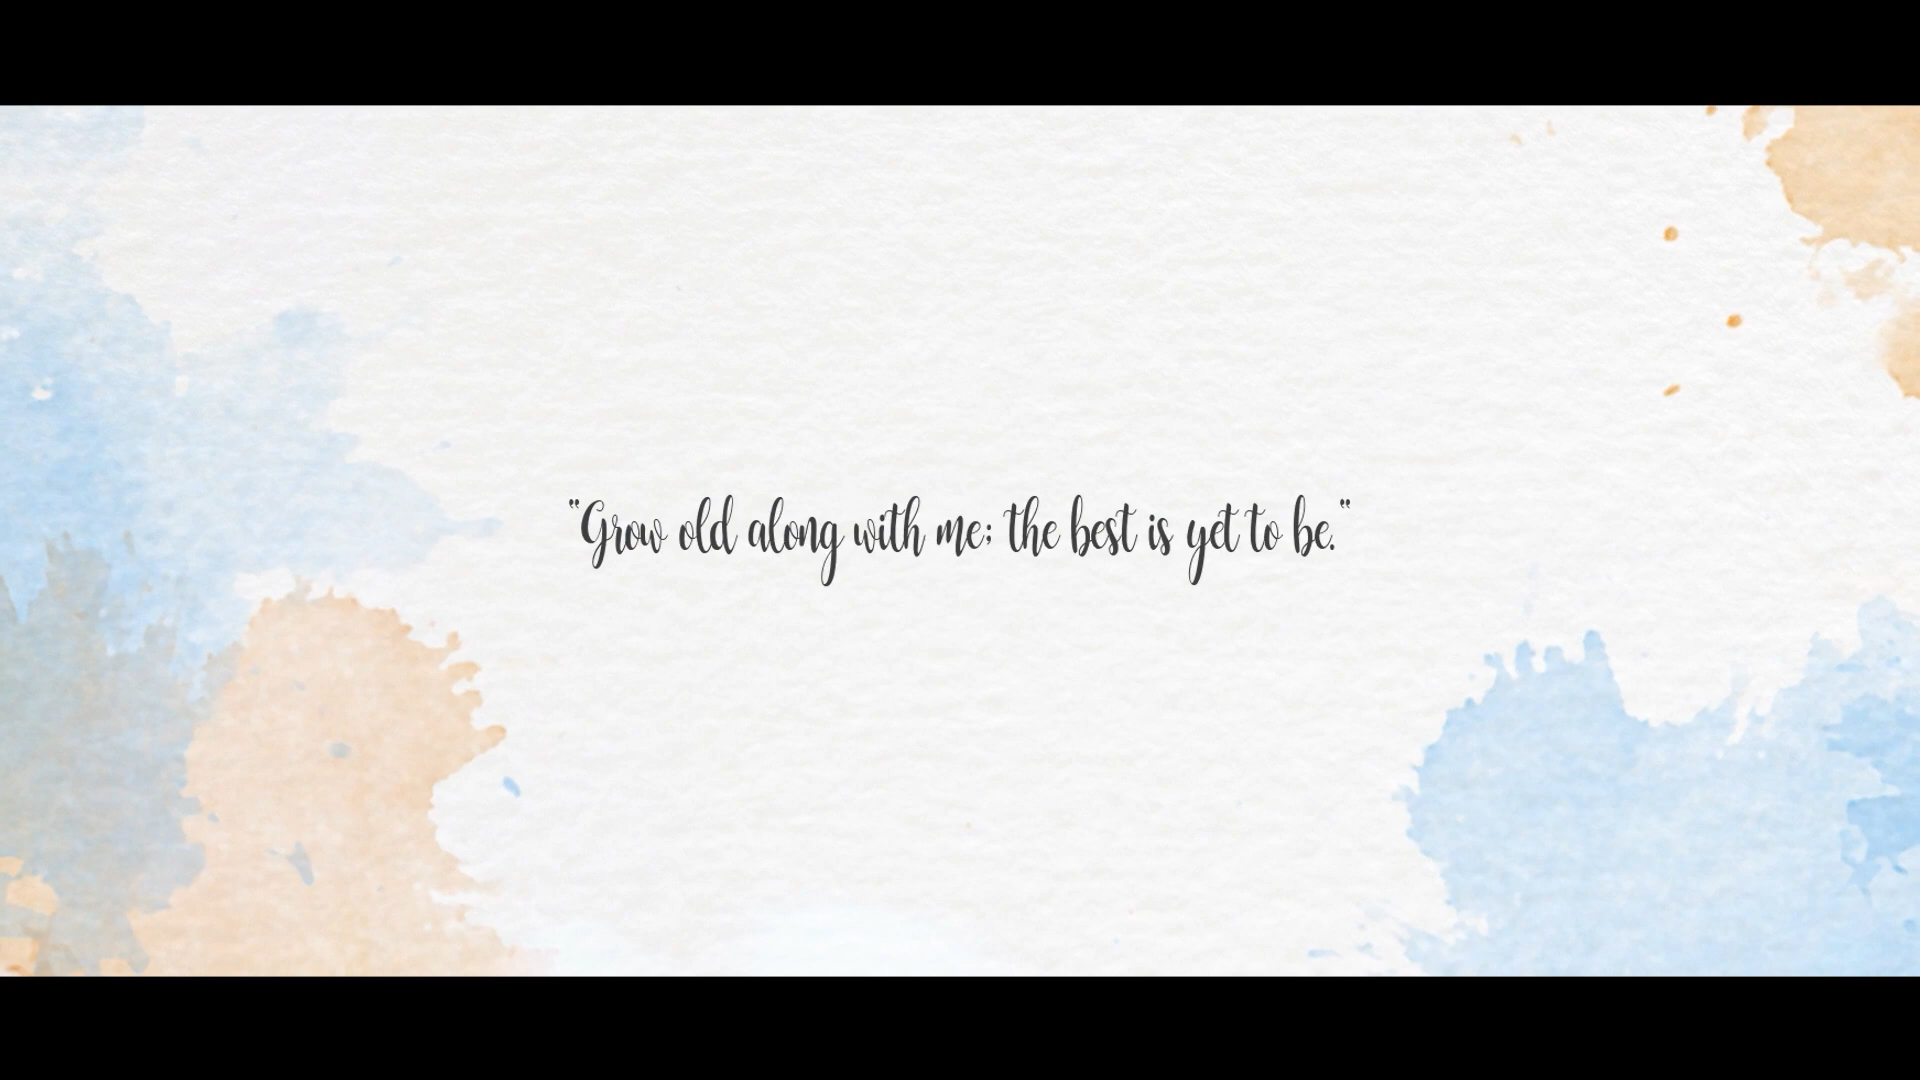 "Grow old along with me; the best is yet to be."